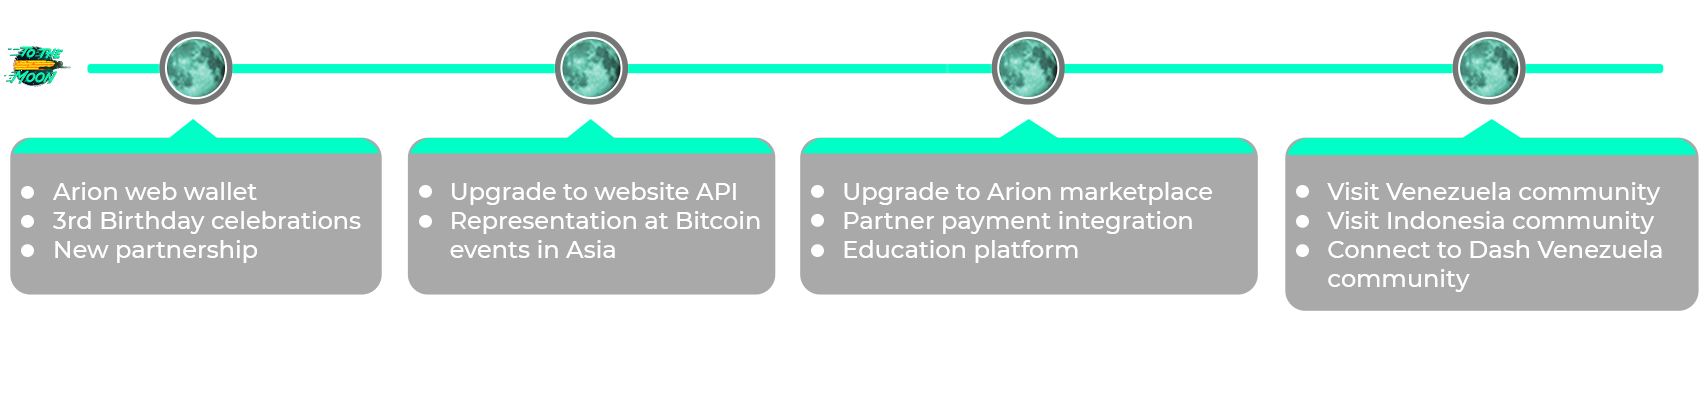 TO THE
MOON
Arion web wallet
3rd Birthday celebrations
New partnership
Upgrade to website API
Representation at Bitcoin
events in Asia
Upgrade to Arion marketplace
Partner payment integration
Education platform
Visit Venezuela community
Visit Indonesia community
Connect to Dash Venezuela
community